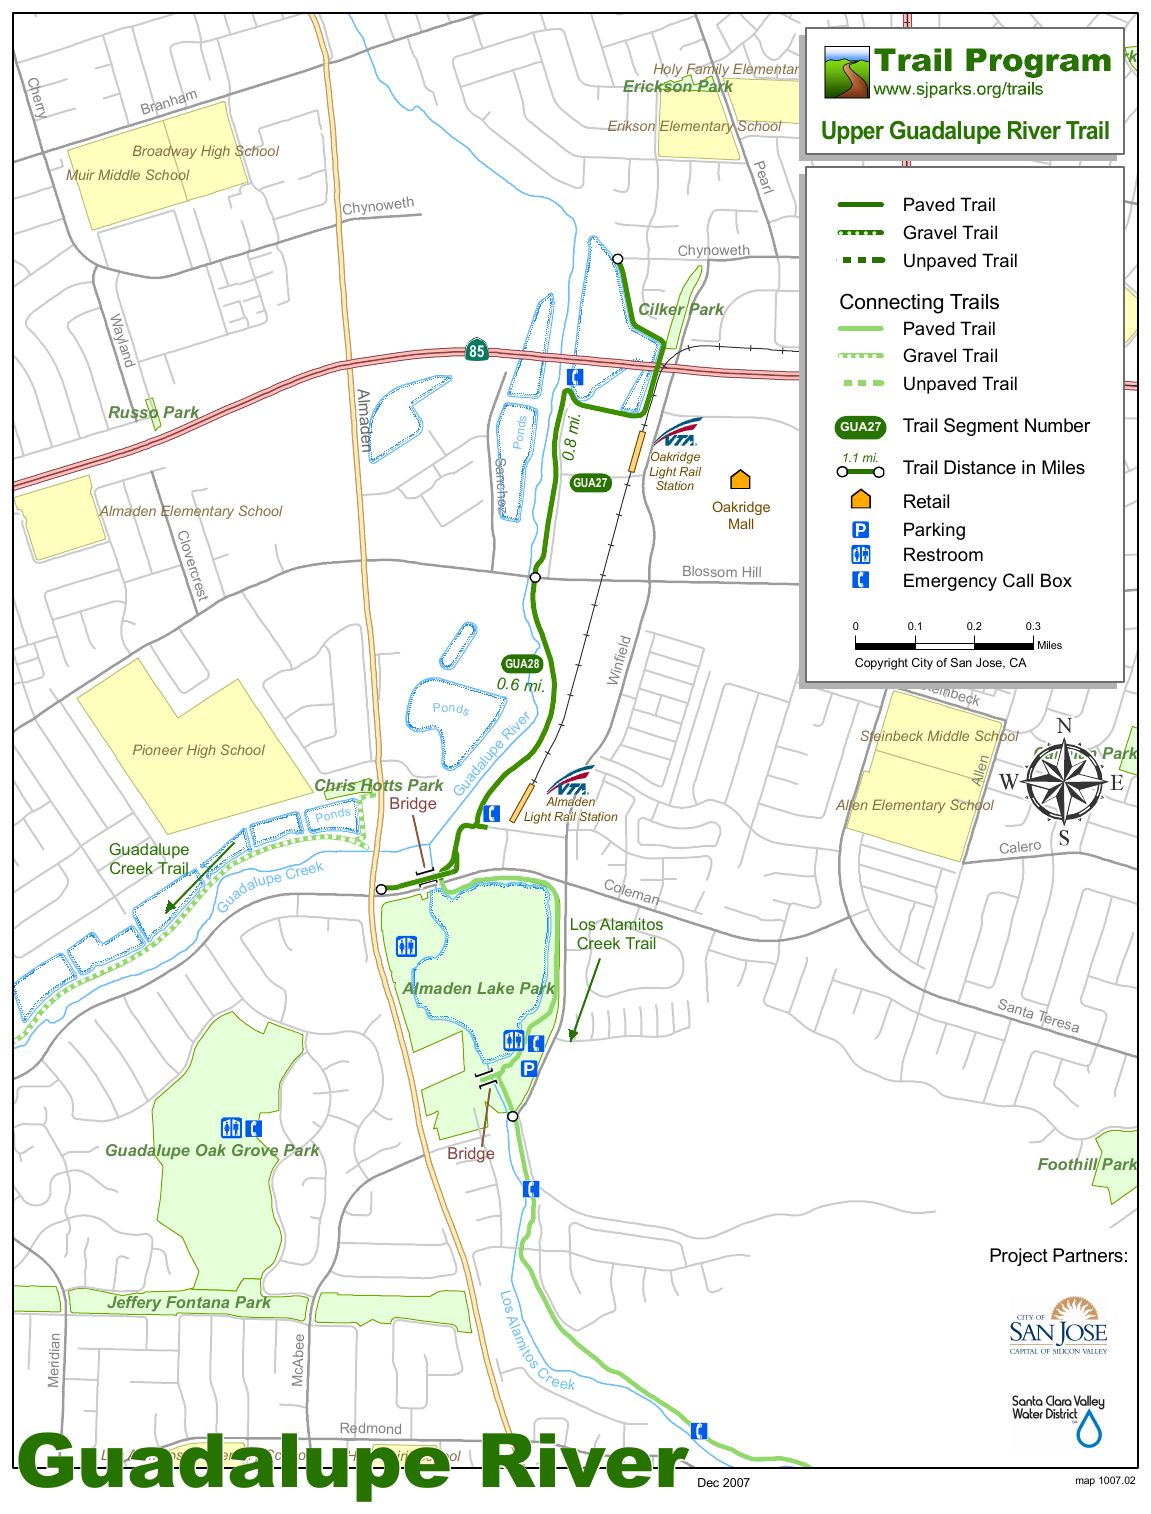 Trail Program
www.sjparks.org/trails
Upper Guadalupe River Trail
Paved Trail
Gravel Trail
Unpaved Trail
Connecting Trails
Paved Trail
Gravel Trail
Unpaved Trail
GUA27
Trail Segment Number
1.1 mi.
Trail Distance in Miles
Retail
P
Parking
Restroom
Emergency Call Box
0 0.1 0.2 0.3
Miles
Copyright City of San Jose, CA
Cherry
Branham
Broadway High School
Muir Middle School
Holy Family Elementar
Erickson Park
Erikson Elementary School
Pearl
Chynoweth
Chynoweth
Cilker Park
Wayland
85
Russo Park
Almaden
Ponds
Sanchez
0.8 mi.
GUA27
VTA
Oakridge
Light Rail
Station
Oakridge
Mall
Almaden Elementary School
Clovercrest
Blossom Hill
GUA28
0.6 mi.
Winfield
Ponds
Guadalupe River
Pioneer High School
Chris Hotts Park
Bridge
VTA
Almaden
Light Rail Station
Steinbeck
Steinbeck Middle School
Allen
Allen Elementary School
Park
N
W
E
S
Calero
Ponds
Guadalupe
Creek Trail
Guadalupe Creek
Coleman
Los Alamitos
Creek Trail
Almaden Lake Park
P
Santa Teresa
Bridge
Guadalupe Oak Grove Park
Foothill Park
Jeffery Fontana Park
Los Alamitos Creek
Meridian
McAbee
Redmond
Project Partners:
CITY OF
SAN JOSE
CAPITAL OF SILICON VALLEY
Santa Clara Valley
Water District
Guadalupe River
Dec 2007
map 1007.02